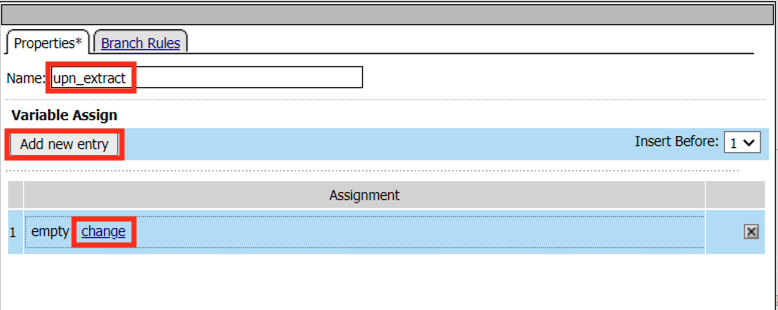 Properties* Branch Rules
Name: upn_extract
Variable Assign
Add new entry Insert Before: 1
Assignment
1 empty change